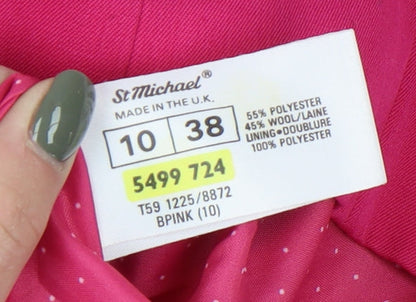 St Michael®
MADE IN THE U.K.
10 38
5499 724
T59 1225/8872
BPINK (10)
55% POLYESTER
45% WOOL/LAINE
LINING•DOUBLURE
100% POLYESTER